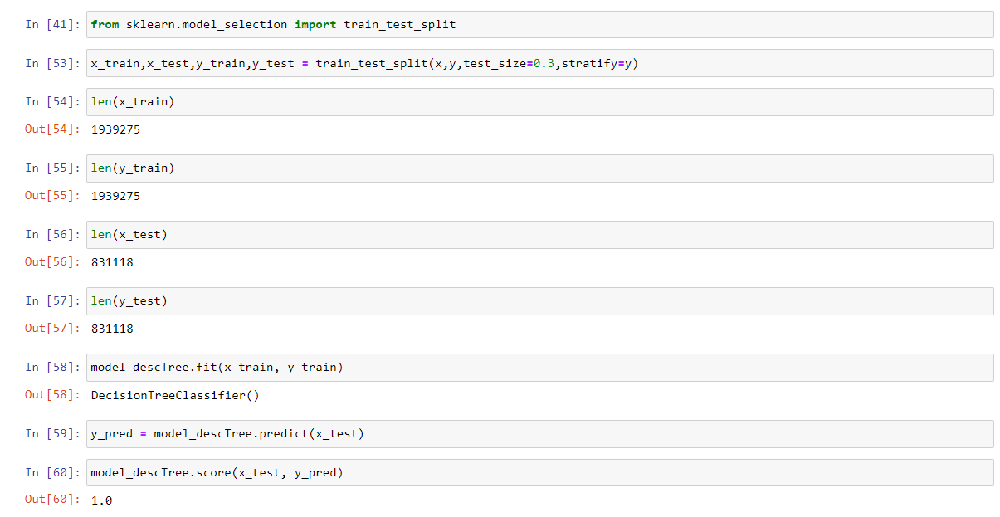 In [41]: from sklearn.model_selection import train_test_split
In [53]: x_train,x_test,y_train,y_test = train_test_split(x,y,test_size=0.3,stratify=y)
In [54]: len(x_train)
Out[54]: 1939275
In [55]: len(y_train)
Out[55]: 1939275
In [56]: len(x_test)
Out[56]: 831118
In [57]: len(y_test)
Out[57]: 831118
In [58]: model_descTree.fit(x_train, y_train)
Out[58]: DecisionTreeClassifier()
In [59]: y_pred = model_descTree.predict(x_test)
In [60]: model_descTree.score(x_test, y_pred)
Out[60]: 1.0